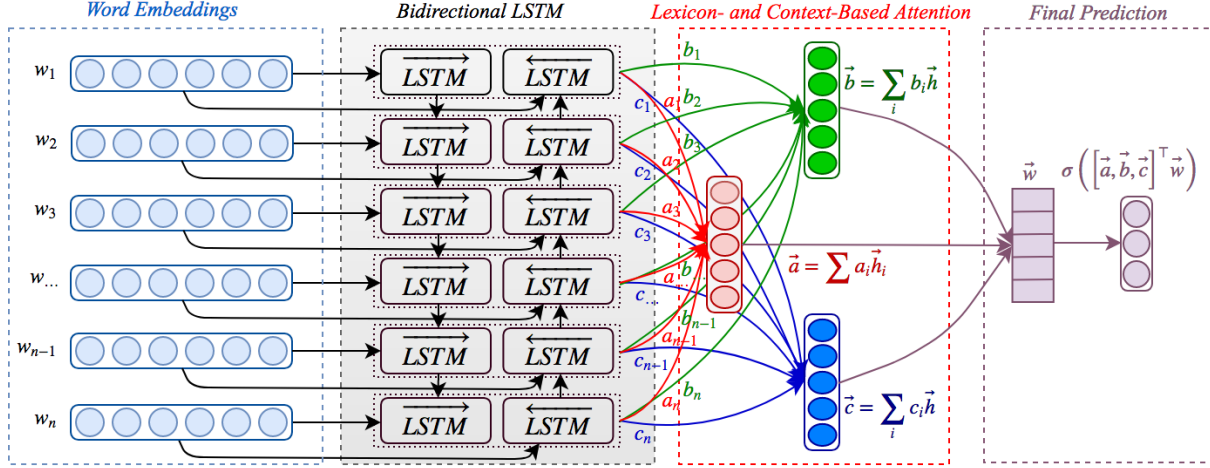 Word Embeddings
Bidirectional LSTM
Lexicon- and Context-Based Attention
Final Prediction
w₁
LSTM LSTM
w₂
LSTM LSTM
w₃
LSTM LSTM
w...
LSTM LSTM
wₙ₋₁
LSTM LSTM
wₙ
LSTM LSTM
b₁
b₂
b₃
b...
bₙ₋₁
bₙ
a₁
a₂
a₃
a...
aₙ₋₁
aₙ
c₁
c₂
c₃
c...
cₙ₋₁
cₙ
b⃗ = ∑ᵢ bᵢh⃗
a⃗ = ∑ aᵢh⃗ᵢ
c⃗ = ∑ᵢ cᵢh⃗
w⃗
σ ([a⃗, b⃗, c⃗]ᵀ w⃗)